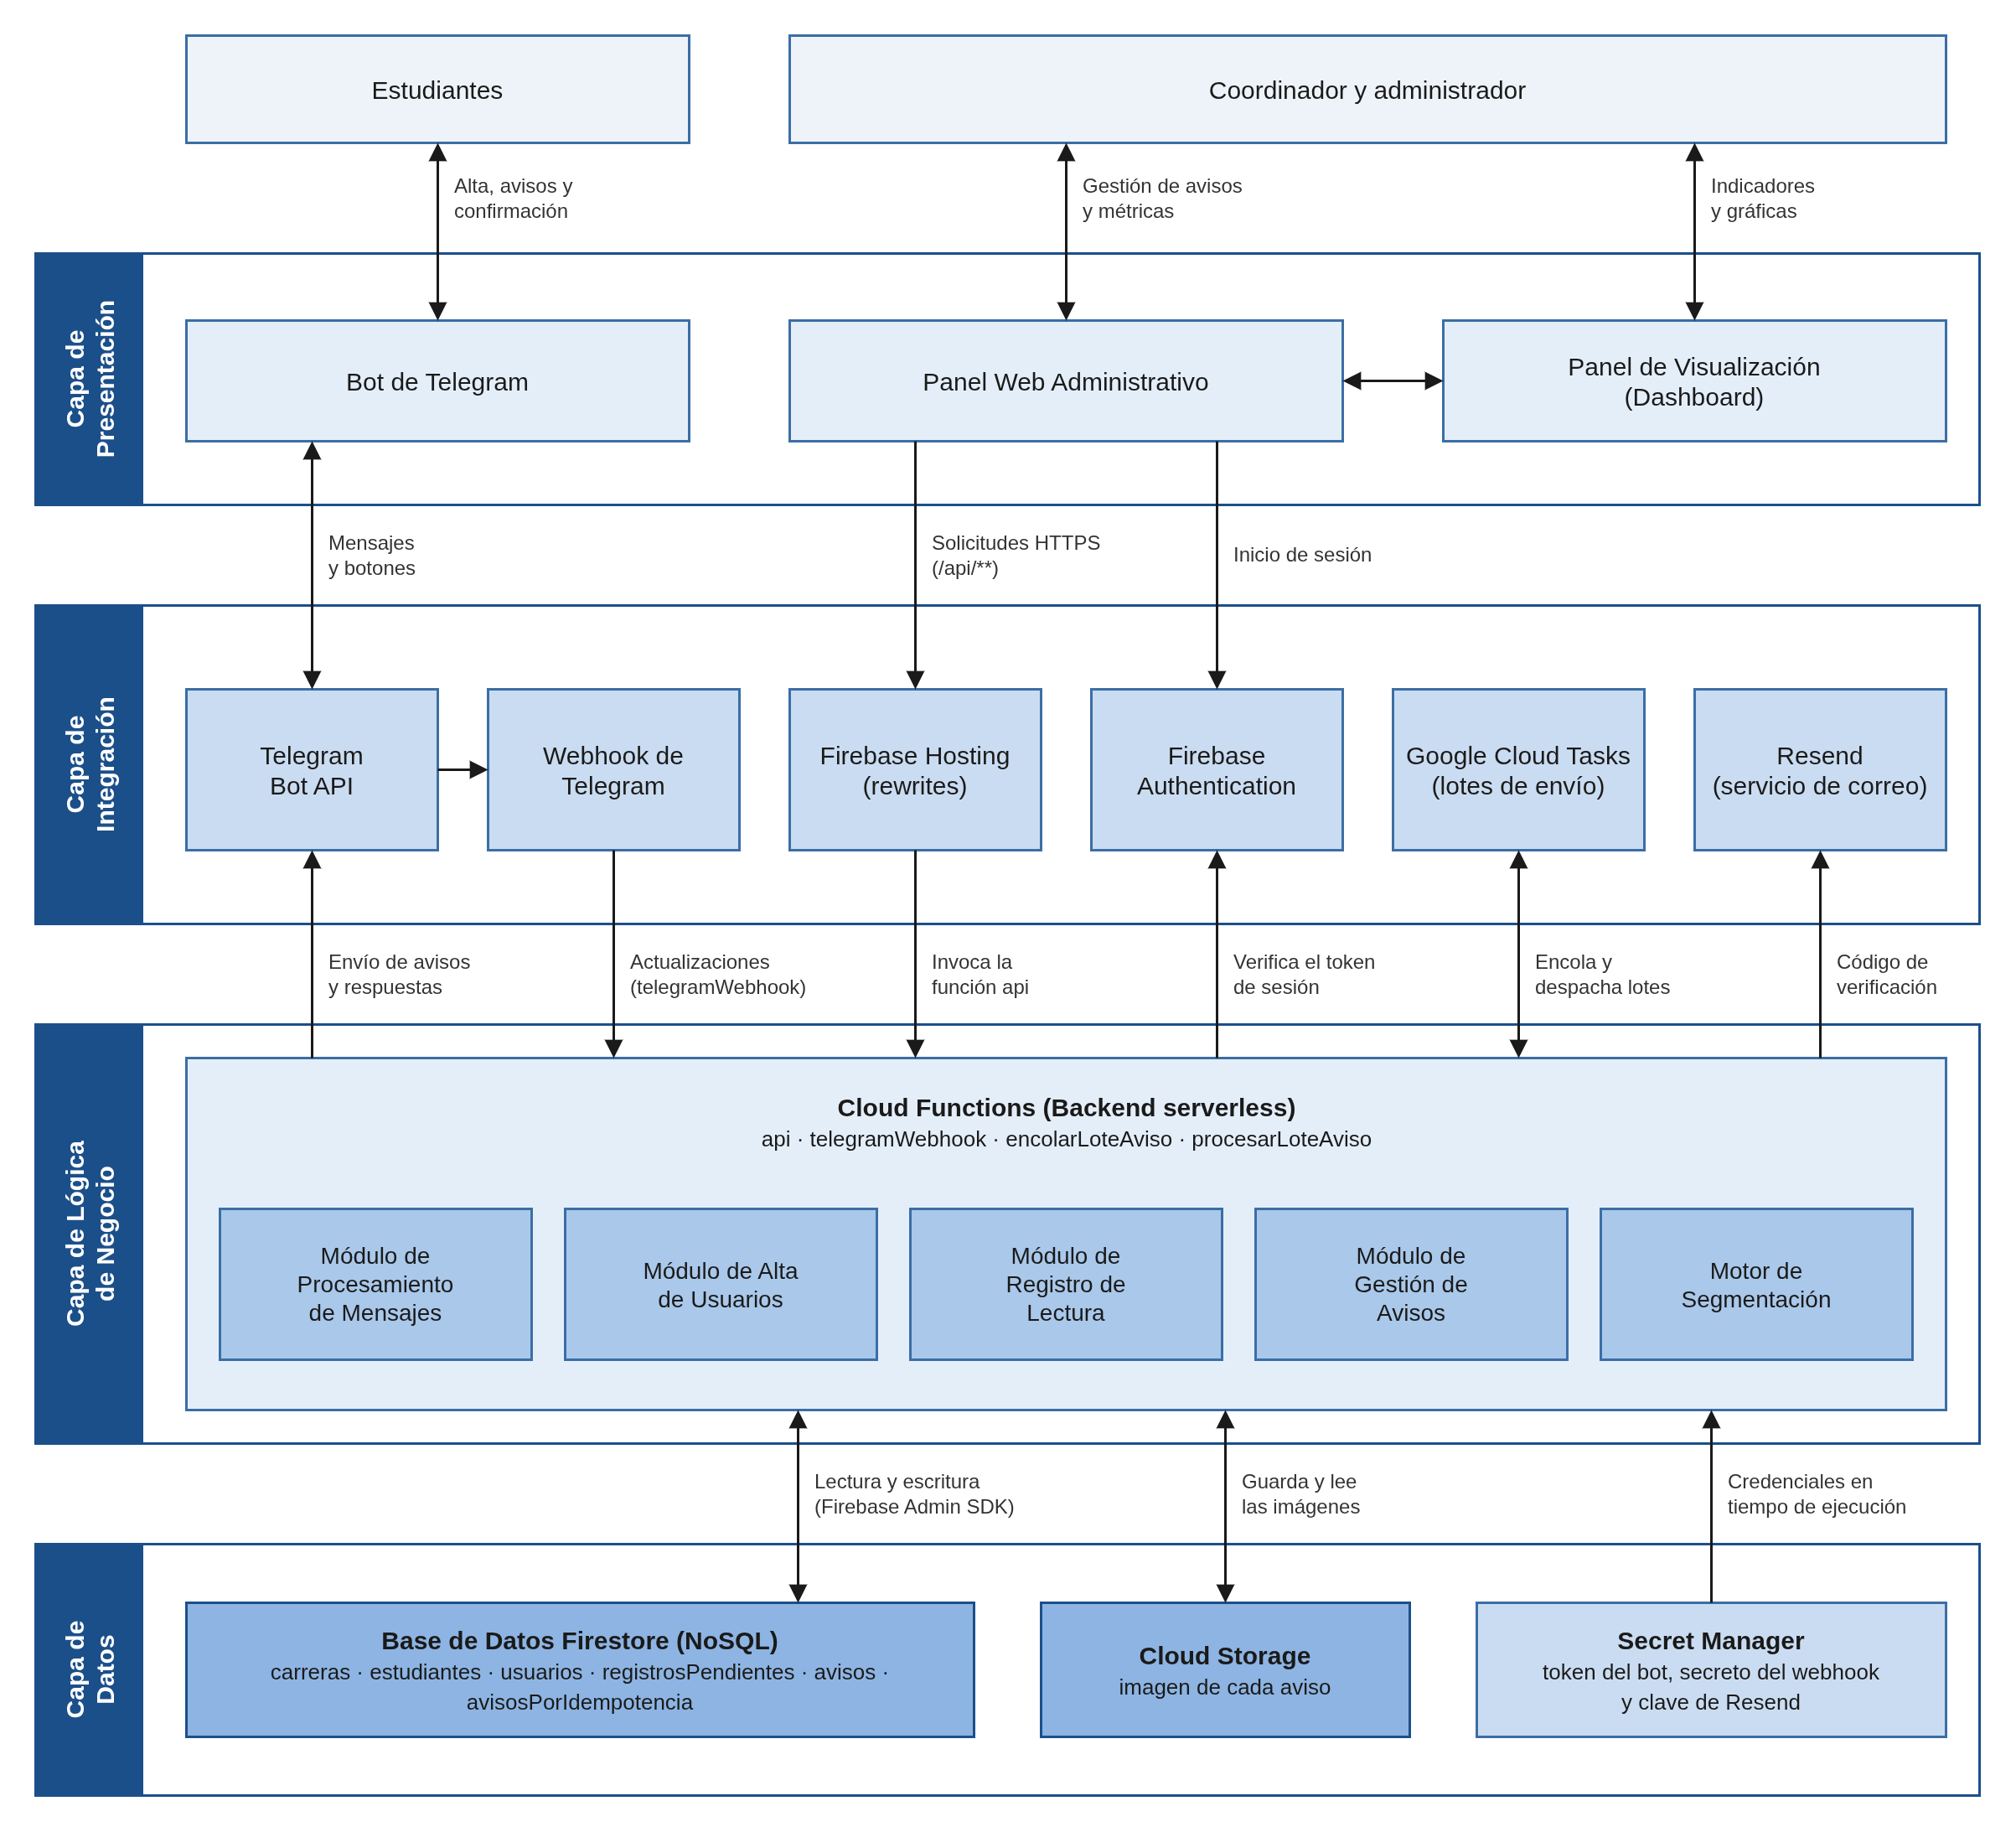 Estudiantes
Coordinador y administrador
Alta, avisos y
confirmación
Gestión de avisos
y métricas
Indicadores
y gráficas
Capa de
Presentación
Bot de Telegram
Panel Web Administrativo
Panel de Visualización
(Dashboard)
Mensajes
y botones
Solicitudes HTTPS
(/api/**)
Inicio de sesión
Capa de
Integración
Telegram
Bot API
Webhook de
Telegram
Firebase Hosting
(rewrites)
Firebase
Authentication
Google Cloud Tasks
(lotes de envío)
Resend
(servicio de correo)
Envío de avisos
y respuestas
Actualizaciones
(telegramWebhook)
Invoca la
función api
Verifica el token
de sesión
Encola y
despacha lotes
Código de
verificación
Capa de Lógica
de Negocio
Cloud Functions (Backend serverless)
api · telegramWebhook · encolarLoteAviso · procesarLoteAviso
Módulo de
Procesamiento
de Mensajes
Módulo de Alta
de Usuarios
Módulo de
Registro de
Lectura
Módulo de
Gestión de
Avisos
Motor de
Segmentación
Lectura y escritura
(Firebase Admin SDK)
Guarda y lee
las imágenes
Credenciales en
tiempo de ejecución
Capa de
Datos
Base de Datos Firestore (NoSQL)
carreras · estudiantes · usuarios · registrosPendientes · avisos ·
avisosPorIdempotencia
Cloud Storage
imagen de cada aviso
Secret Manager
token del bot, secreto del webhook
y clave de Resend